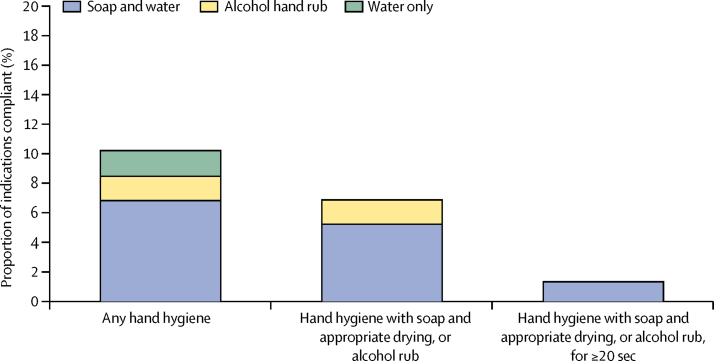 20
Soap and water
Alcohol hand rub
Water only
18
16
14
12
10
8
6
4
2
0
Proportion of indications compliant (%)
Any hand hygiene
Hand hygiene with soap and
appropriate drying, or
alcohol rub
Hand hygiene with soap and
appropriate drying, or alcohol rub,
for ≥20 sec